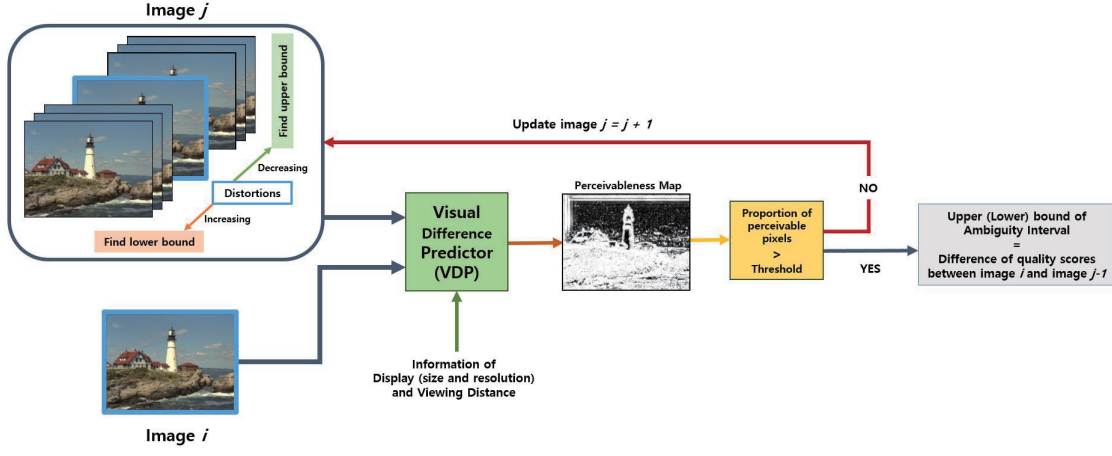 Image j
Find upper bound
Decreasing
Distortions
Increasing
Find lower bound
Update image j = j + 1
NO
Visual
Difference
Predictor
(VDP)
Perceivableness Map
Proportion of
perceivable
pixels
>
Threshold
YES
Upper (Lower) bound of
Ambiguity Interval
=
Difference of quality scores
between image i and image j-1
Information of
Display (size and resolution)
and Viewing Distance
Image i